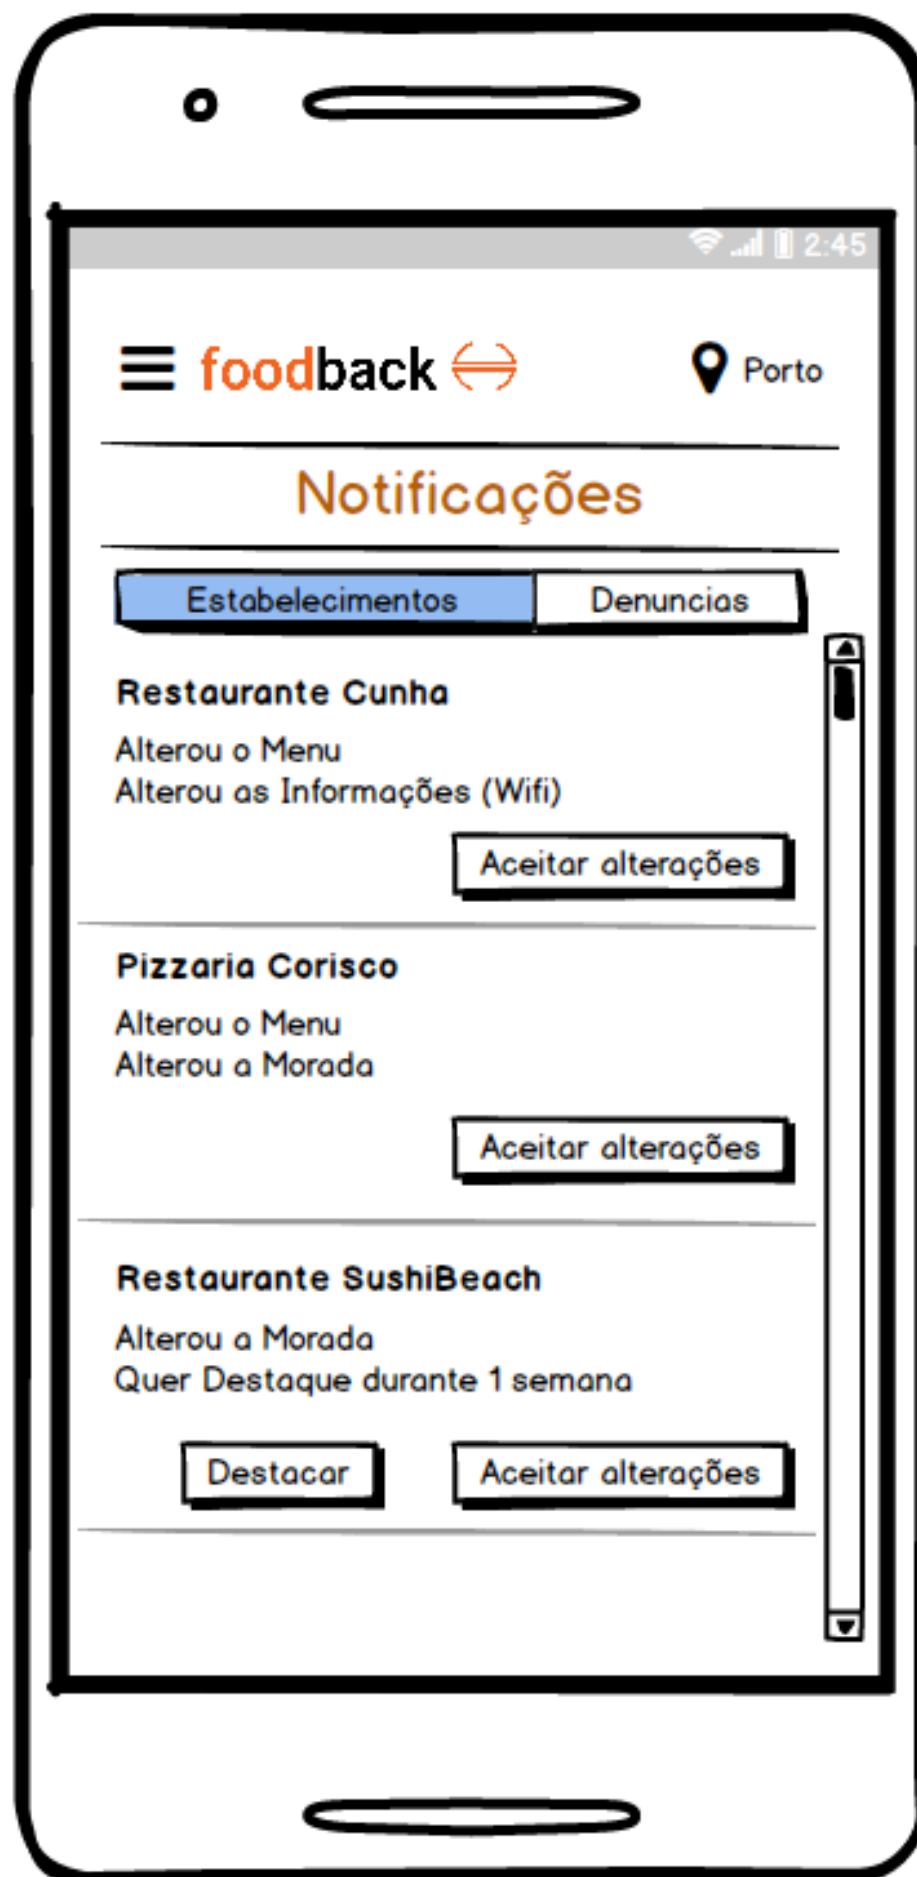 2:45
foodback
Porto
Notificações
Estabelecimentos
Denuncias
Restaurante Cunha
Alterou o Menu
Alterou as Informações (Wifi)
Aceitar alterações
Pizzaria Corisco
Alterou o Menu
Alterou a Morada
Aceitar alterações
Restaurante SushiBeach
Alterou a Morada
Quer Destaque durante 1 semana
Destacar
Aceitar alterações